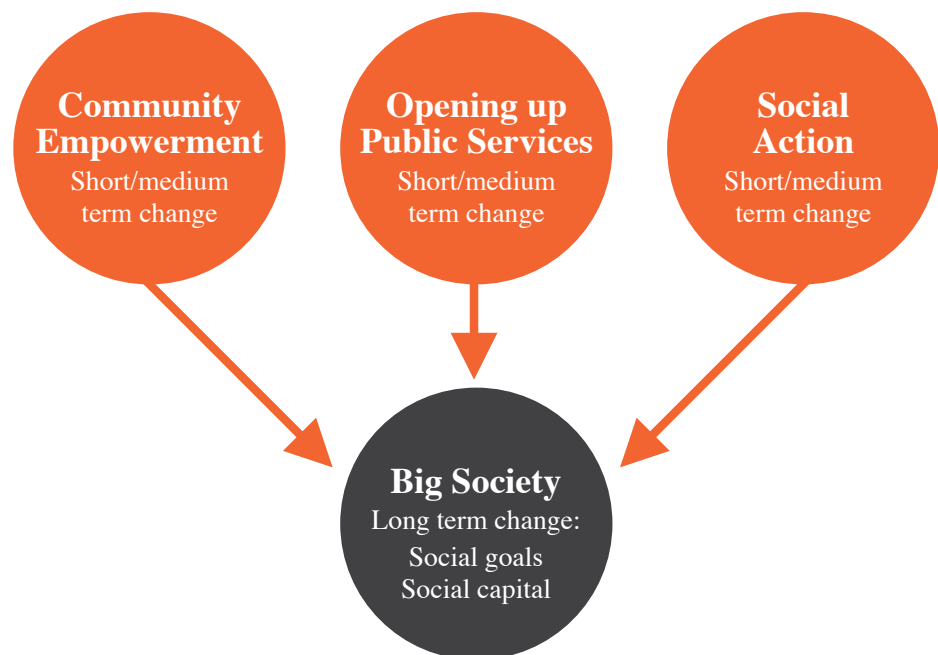 Community
Empowerment
Short/medium
term change
Opening up
Public Services
Short/medium
term change
Social
Action
Short/medium
term change
Big Society
Long term change:
Social goals
Social capital